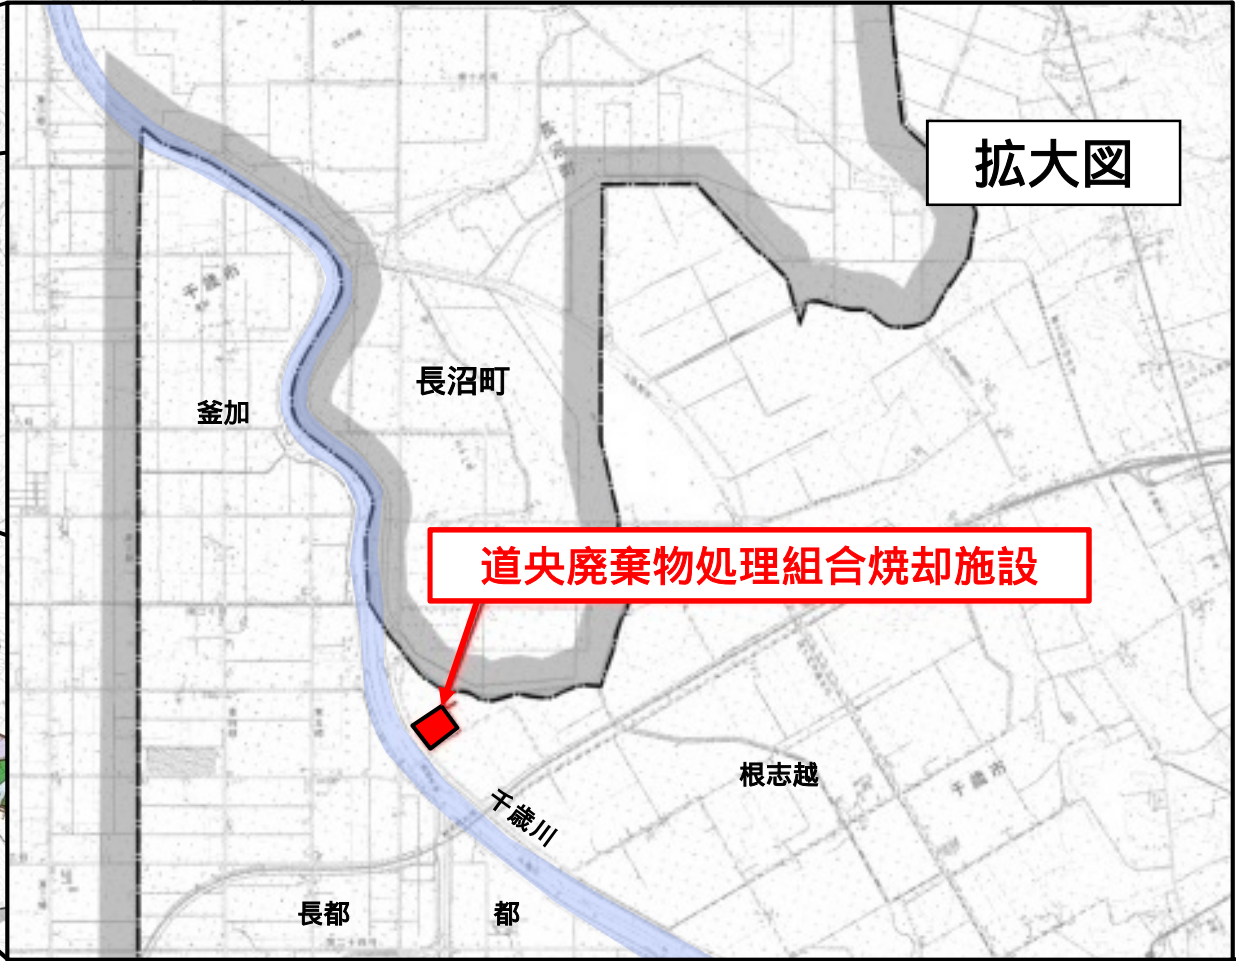 拡大図
千歳市
長沼町
釜加
道央廃棄物処理組合焼却施設
根志越
千歳市
千歳川
長都
都